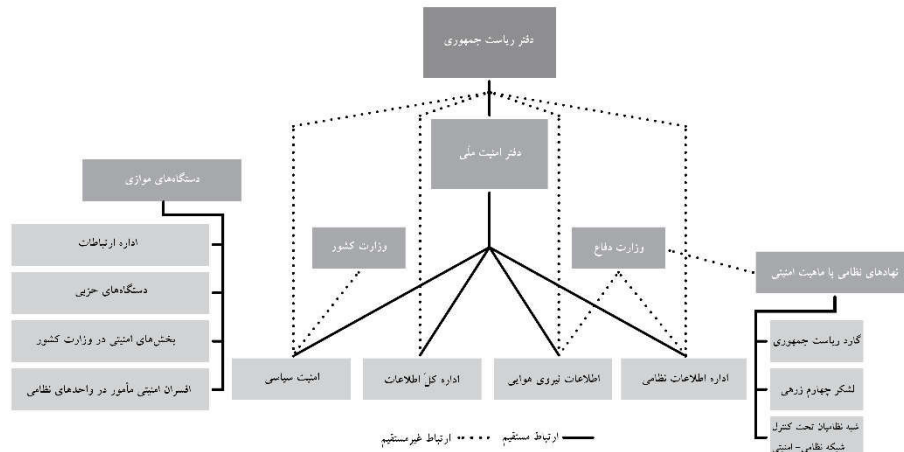 دفتر ریاست جمهوری
دفتر امنیت ملّی
دستگاه‌های موازی
وزارت کشور
وزارت دفاع
نهادهای نظامی با ماهیت امنیتی
اداره ارتباطات
دستگاه‌های حزبی
بخش‌های امنیتی در وزارت کشور
افسران امنیتی مأمور در واحدهای نظامی
امنیت سیاسی
اداره کلّ اطلاعات
اطلاعات نیروی هوایی
اداره اطلاعات نظامی
گارد ریاست جمهوری
لشکر چهارم زرهی
شبه نظامیان تحت کنترل
شبکه نظامی- امنیتی
ارتباط مستقیم
ارتباط غیرمستقیم